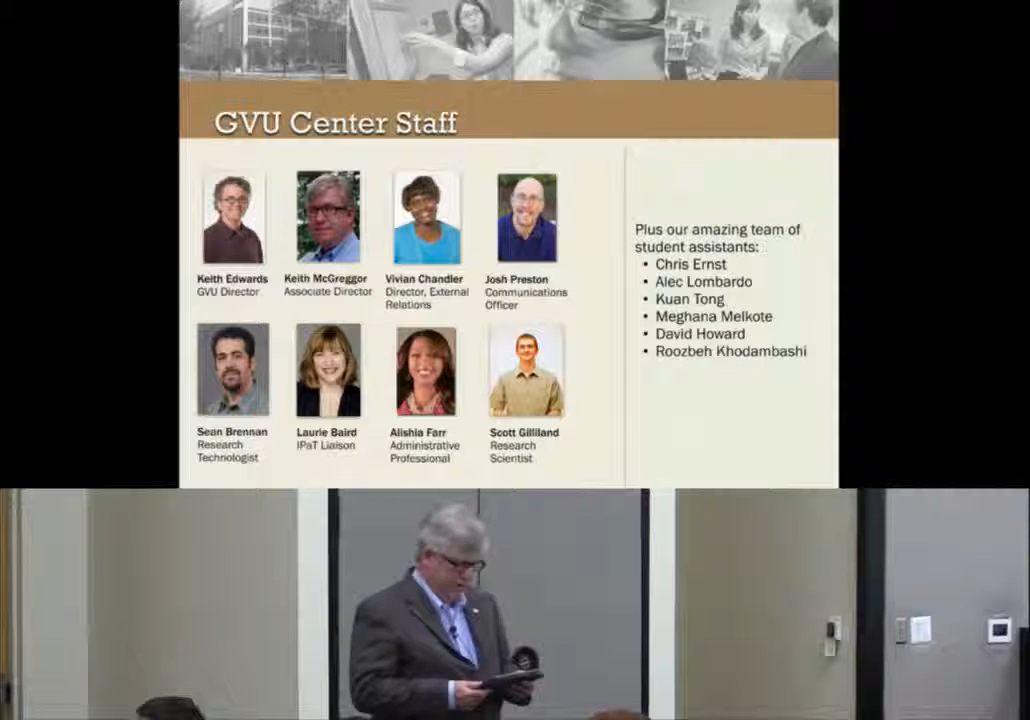 GVU Center Staff
Keith Edwards
GVU Director
Keith McGreggor
Associate Director
Vivian Chandler
Director, External
Relations
Josh Preston
Communications
Officer
Sean Brennan
Research
Technologist
Laurie Baird
IPaT Liaison
Alishia Farr
Administrative
Professional
Scott Gilliland
Research
Scientist
Plus our amazing team of
student assistants:
• Chris Ernst
• Alec Lombardo
• Kuan Tong
• Meghana Melkote
• David Howard
• Roozbeh Khodambashi